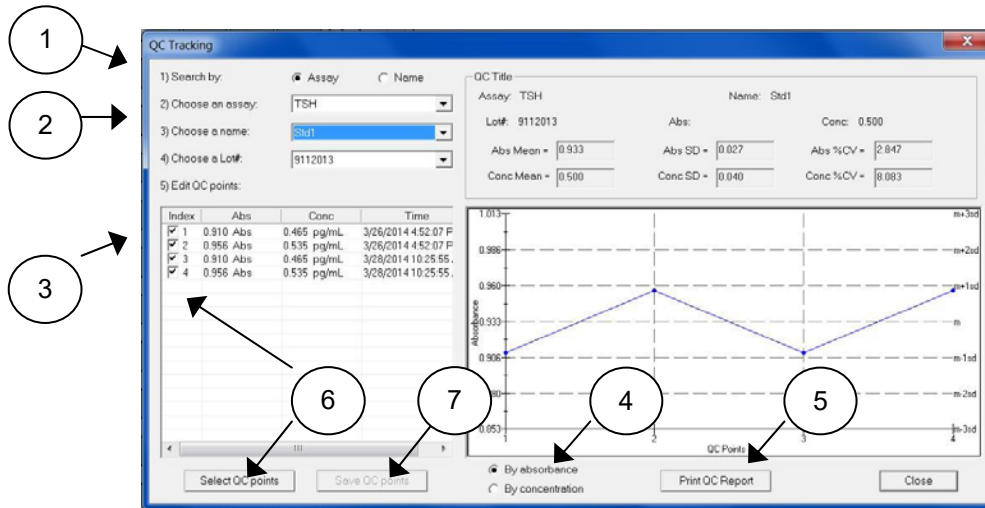 1
2
3
6
7
4
5
QC Tracking
X
1) Search by:
Assay
Name
2) Choose an assay:
TSH
3) Choose a name:
Std1
4) Choose a Lot#:
9112013
5) Edit QC points:
Index Abs Conc Time
1 0.910 Abs 0.465 pg/mL 3/26/2014 4:52:07 P
2 0.956 Abs 0.535 pg/mL 3/26/2014 4:52:07 P
3 0.910 Abs 0.465 pg/mL 3/28/2014 10:25:55
4 0.956 Abs 0.535 pg/mL 3/28/2014 10:25:55
Select QC points
Save QC points
QC Title
Assay: TSH Name: Std1
Lot#: 9112013 Abs: Conc: 0.500
Abs Mean = 0.933 Abs SD = 0.027 Abs %CV = 2.847
Conc Mean = 0.500 Conc SD = 0.040 Conc %CV = 8.083
1.013 m+3sd
0.986 m+2sd
0.960 m+1sd
0.933 m
0.906 m-1sd
m-2sd
0.853 m-3sd
Absorbance
1 2 3 4
QC Points
By absorbance
By concentration
Print QC Report
Close